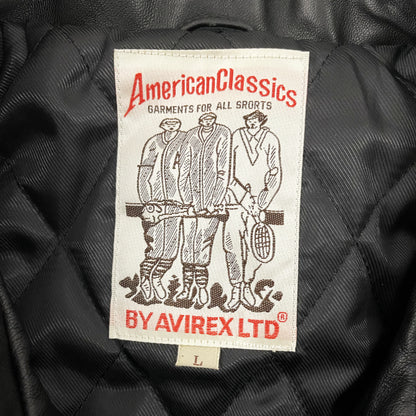 AmericanClassics
GARMENTS FOR ALL SPORTS
A
BY AVIREX LTD®
L